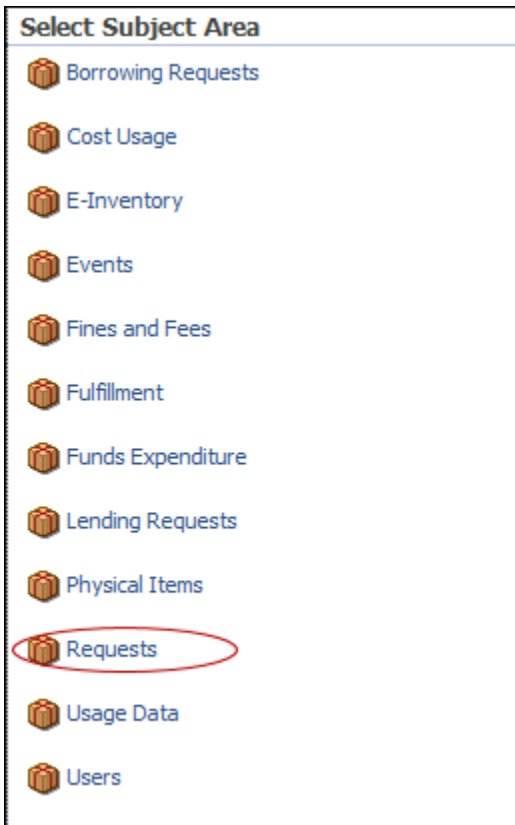 Select Subject Area
Borrowing Requests
Cost Usage
E-Inventory
Events
Fines and Fees
Fulfillment
Funds Expenditure
Lending Requests
Physical Items
Requests
Usage Data
Users